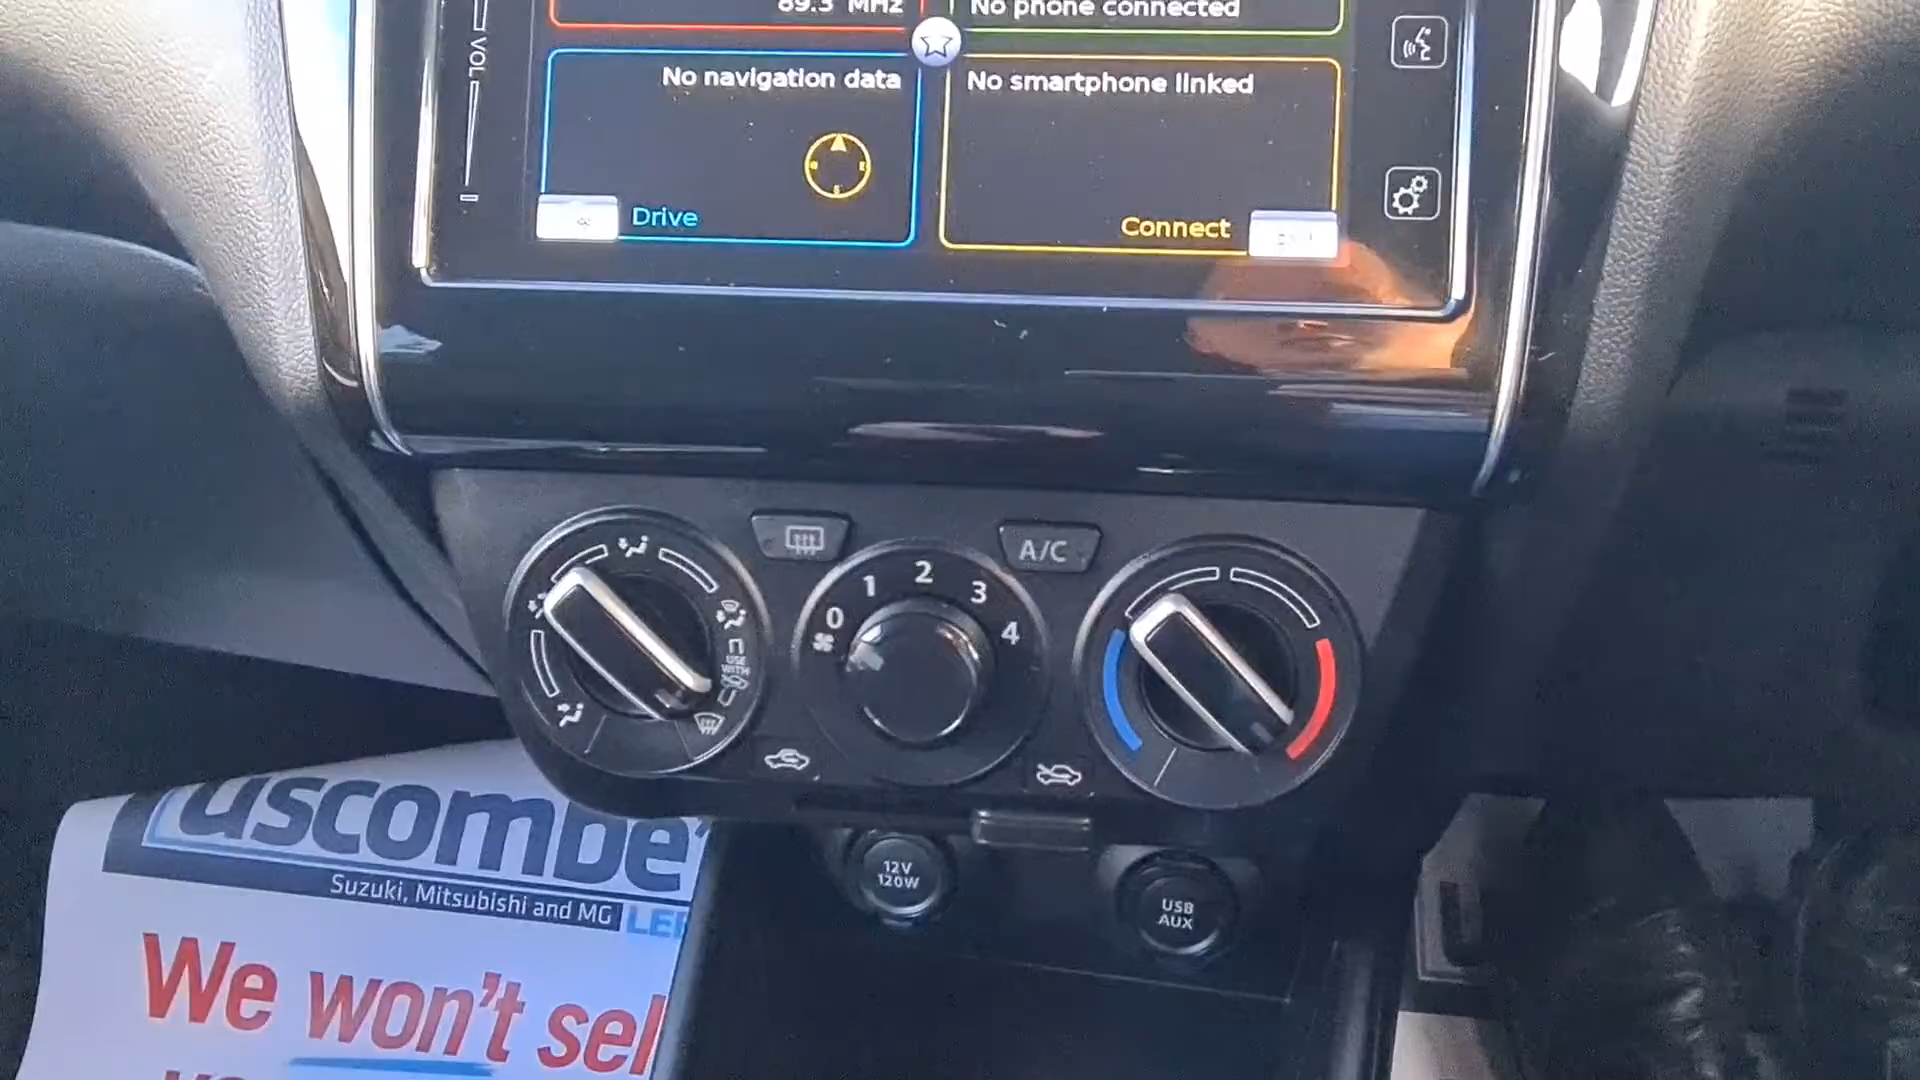 89.3 MHz
No phone connected
VOL
No navigation data
No smartphone linked
Drive
Connect
A/C
0 1 2 3 4
USE
WITH
12V
120W
USB
AUX
uscombe'
Suzuki, Mitsubishi and MG
We won't sel